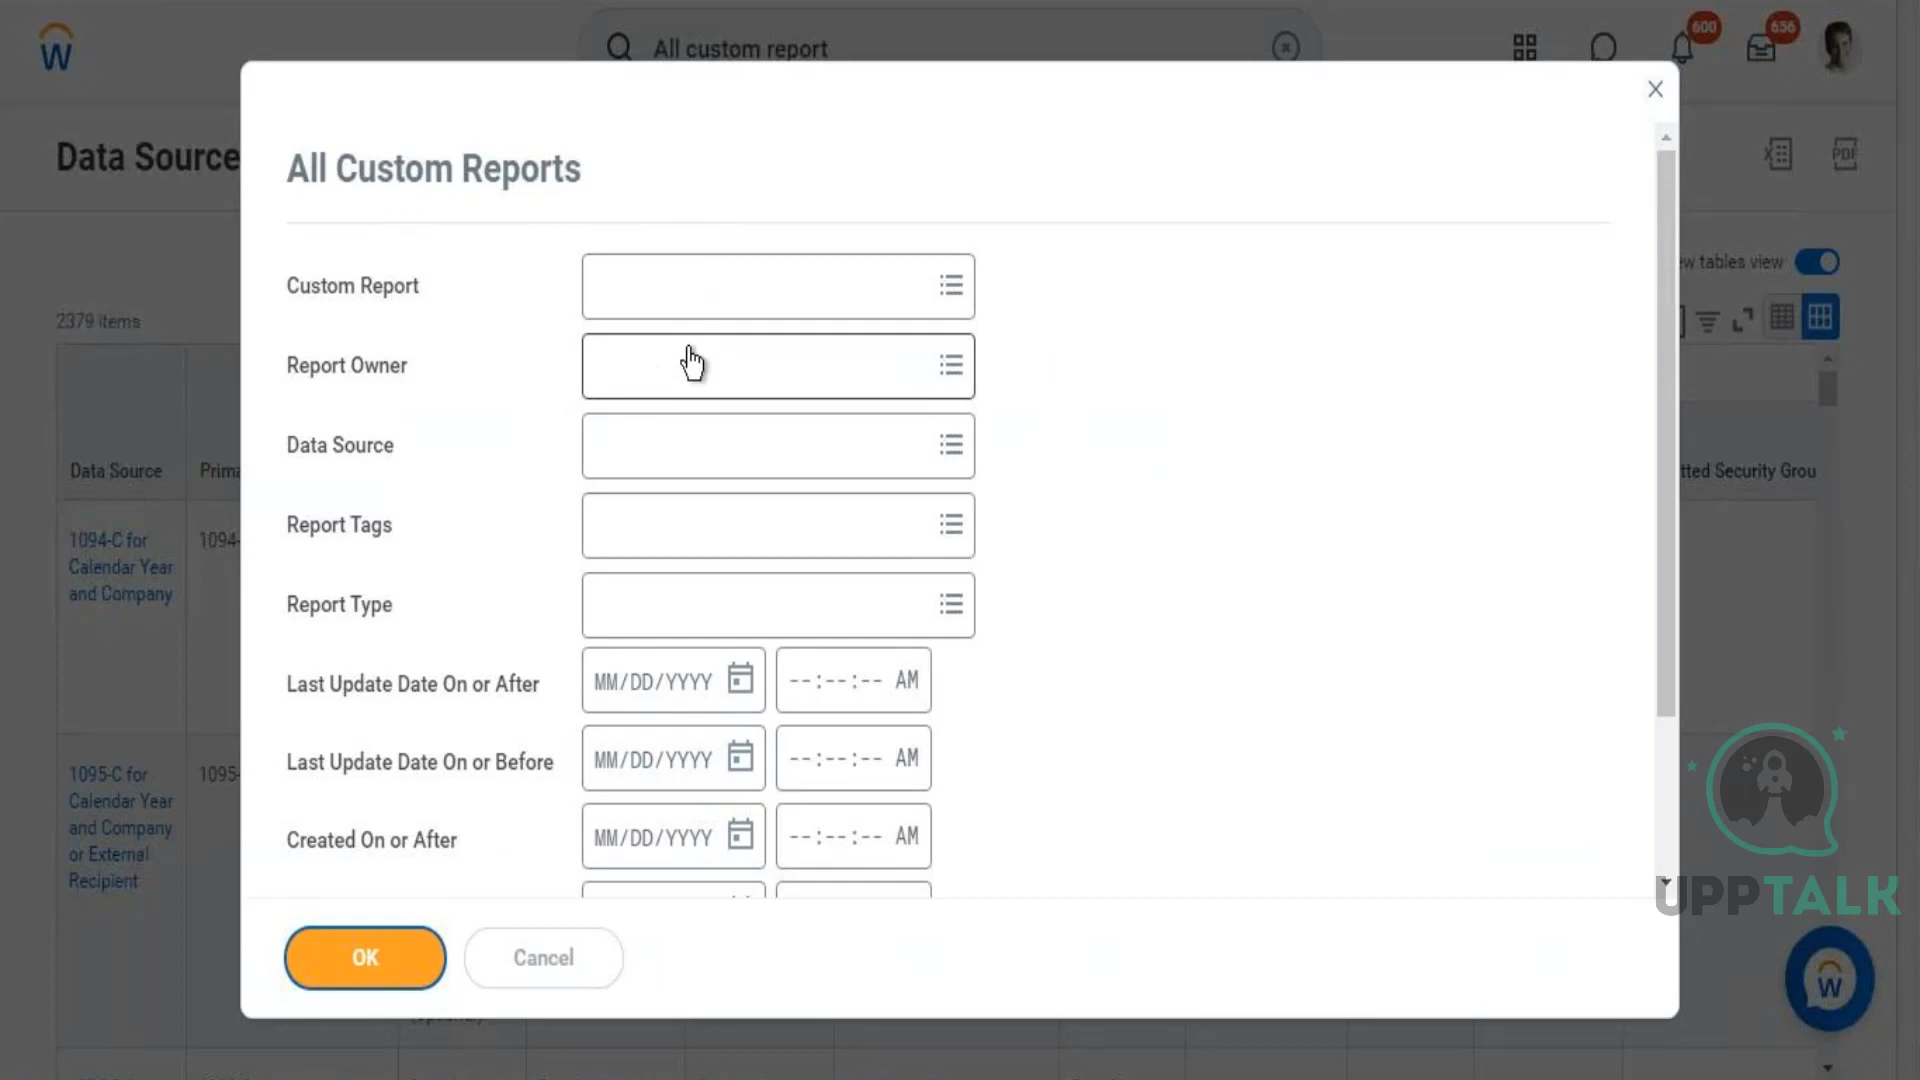 W
All custom report
600
656
All Custom Reports
Data Source
PDF
Custom Report
ew tables view
2379 items
Report Owner
Data Source
Data Source
Prima
tted Security Grou
Report Tags
1094-C for
Calendar Year
and Company
1094-
Report Type
Last Update Date On or After
MM/DD/YYYY
--:--:-- AM
Last Update Date On or Before
MM/DD/YYYY
--:--:-- AM
1095-C for
Calendar Year
and Company
or External
Recipient
1095-
Created On or After
MM/DD/YYYY
--:--:-- AM
UPPTALK
OK
Cancel
W